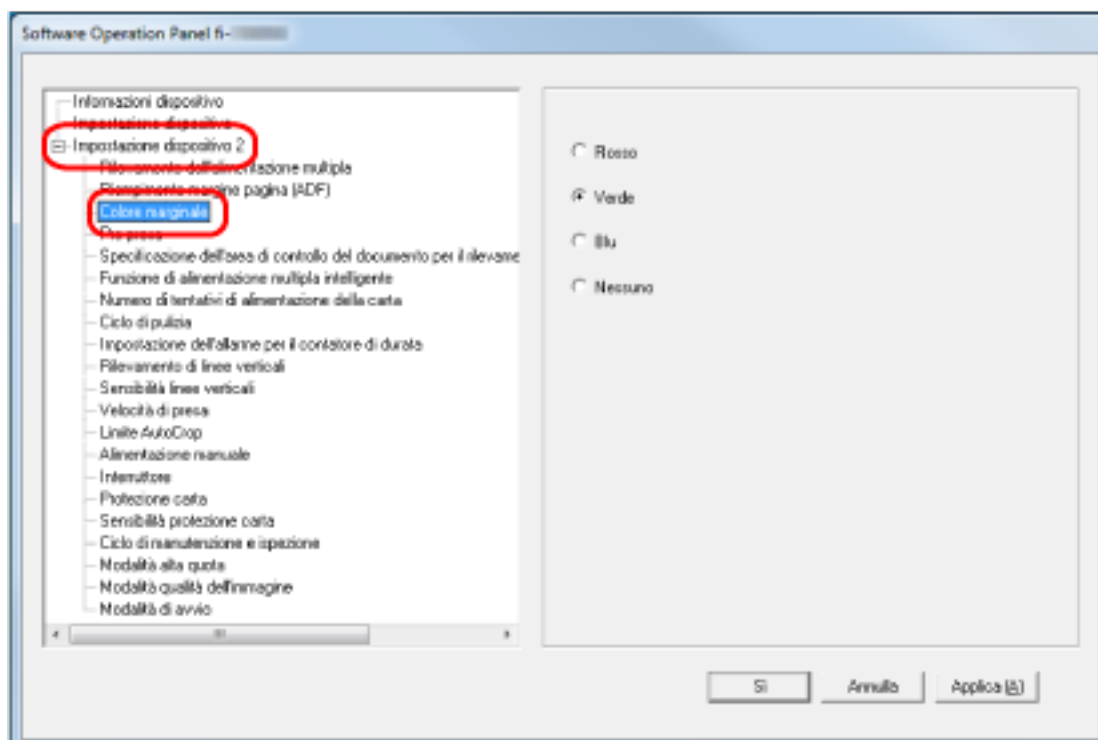 Software Operation Panel fi-
Informazioni dispositivo
Impostazione dispositivo
Impostazione dispositivo 2
Rilevamento dell'alimentazione multipla
Riempimento margine pagina (ADF)
Colore marginale
Pre-presa
Specificazione dell'area di controllo del documento per il rilevame
Funzione di alimentazione multipla intelligente
Numero di tentativi di alimentazione della carta
Ciclo di pulizia
Impostazione dell'allarme per il contatore di durata
Rilevamento di linee verticali
Sensibilità linee verticali
Velocità di presa
Limite AutoCrop
Alimentazione manuale
Interruttore
Protezione carta
Sensibilità protezione carta
Ciclo di manutenzione e ispezione
Modalità alta quota
Modalità qualità dell'immagine
Modalità di avvio
Rosso
Verde
Blu
Nessuno
Sì
Annulla
Applica (A)